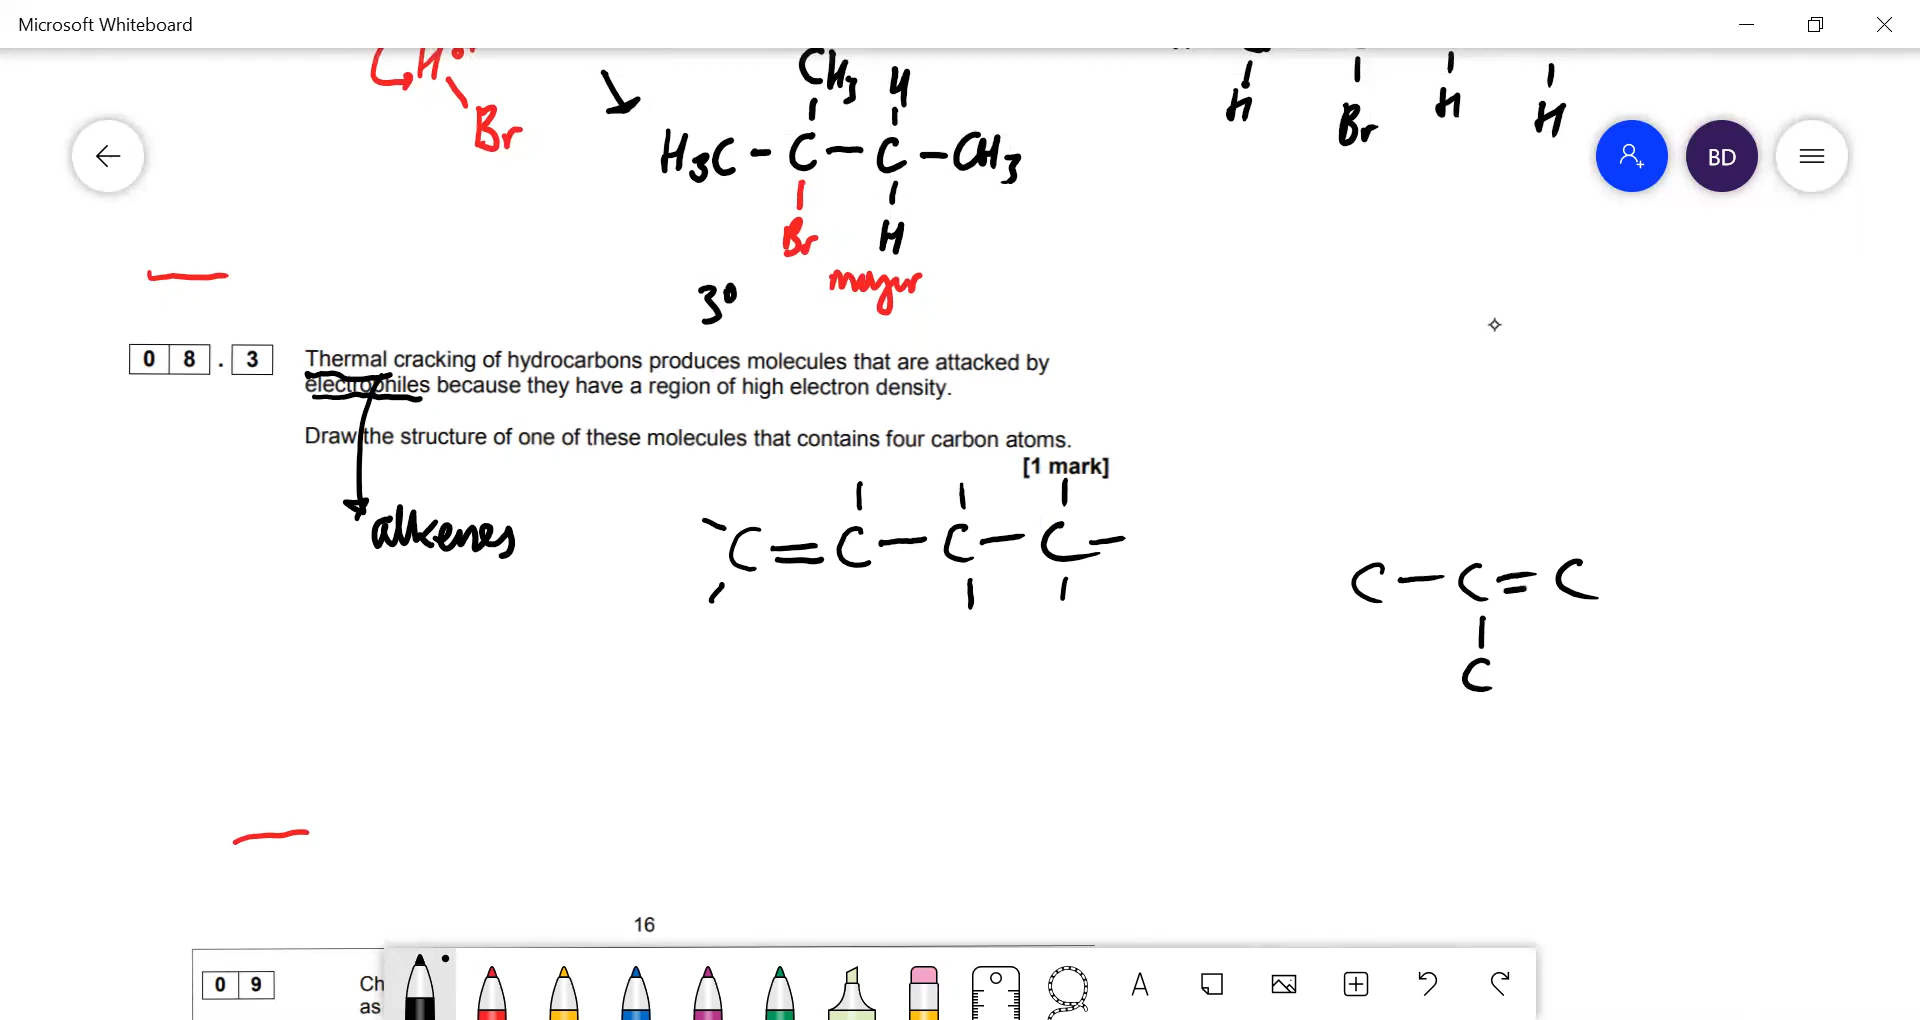 Microsoft Whiteboard
H
Br
CH3 H
H3C - C - C - CH3
Br H
major
3°
H Br H H
BD
0 8 . 3
Thermal cracking of hydrocarbons produces molecules that are attacked by
electrophiles because they have a region of high electron density.
Draw the structure of one of these molecules that contains four carbon atoms.
[1 mark]
alkenes
C = C - C - C -
C - C = C
C
16
0 9
Ch
as
A